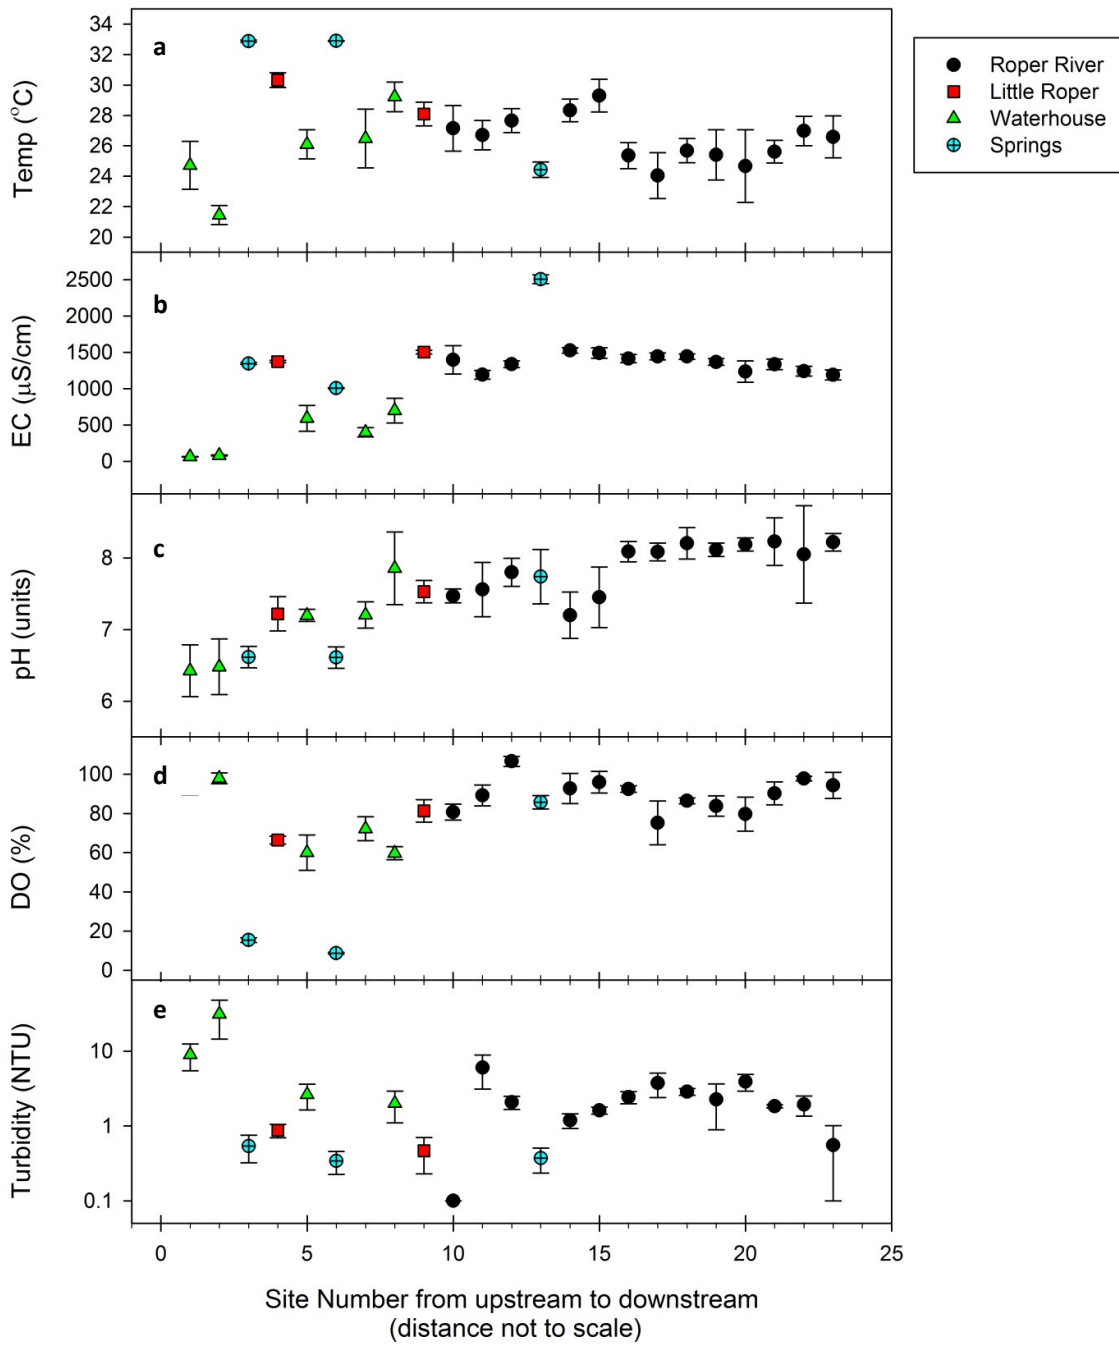 a
34
32
30
28
26
24
22
20
Temp (°C)
Roper River
Little Roper
Waterhouse
Springs
b
2500
2000
1500
1000
500
0
EC (µS/cm)
c
8
7
6
pH (units)
d
100
80
60
40
20
0
DO (%)
e
10
1
0.1
Turbidity (NTU)
0 5 10 15 20 25
Site Number from upstream to downstream
(distance not to scale)